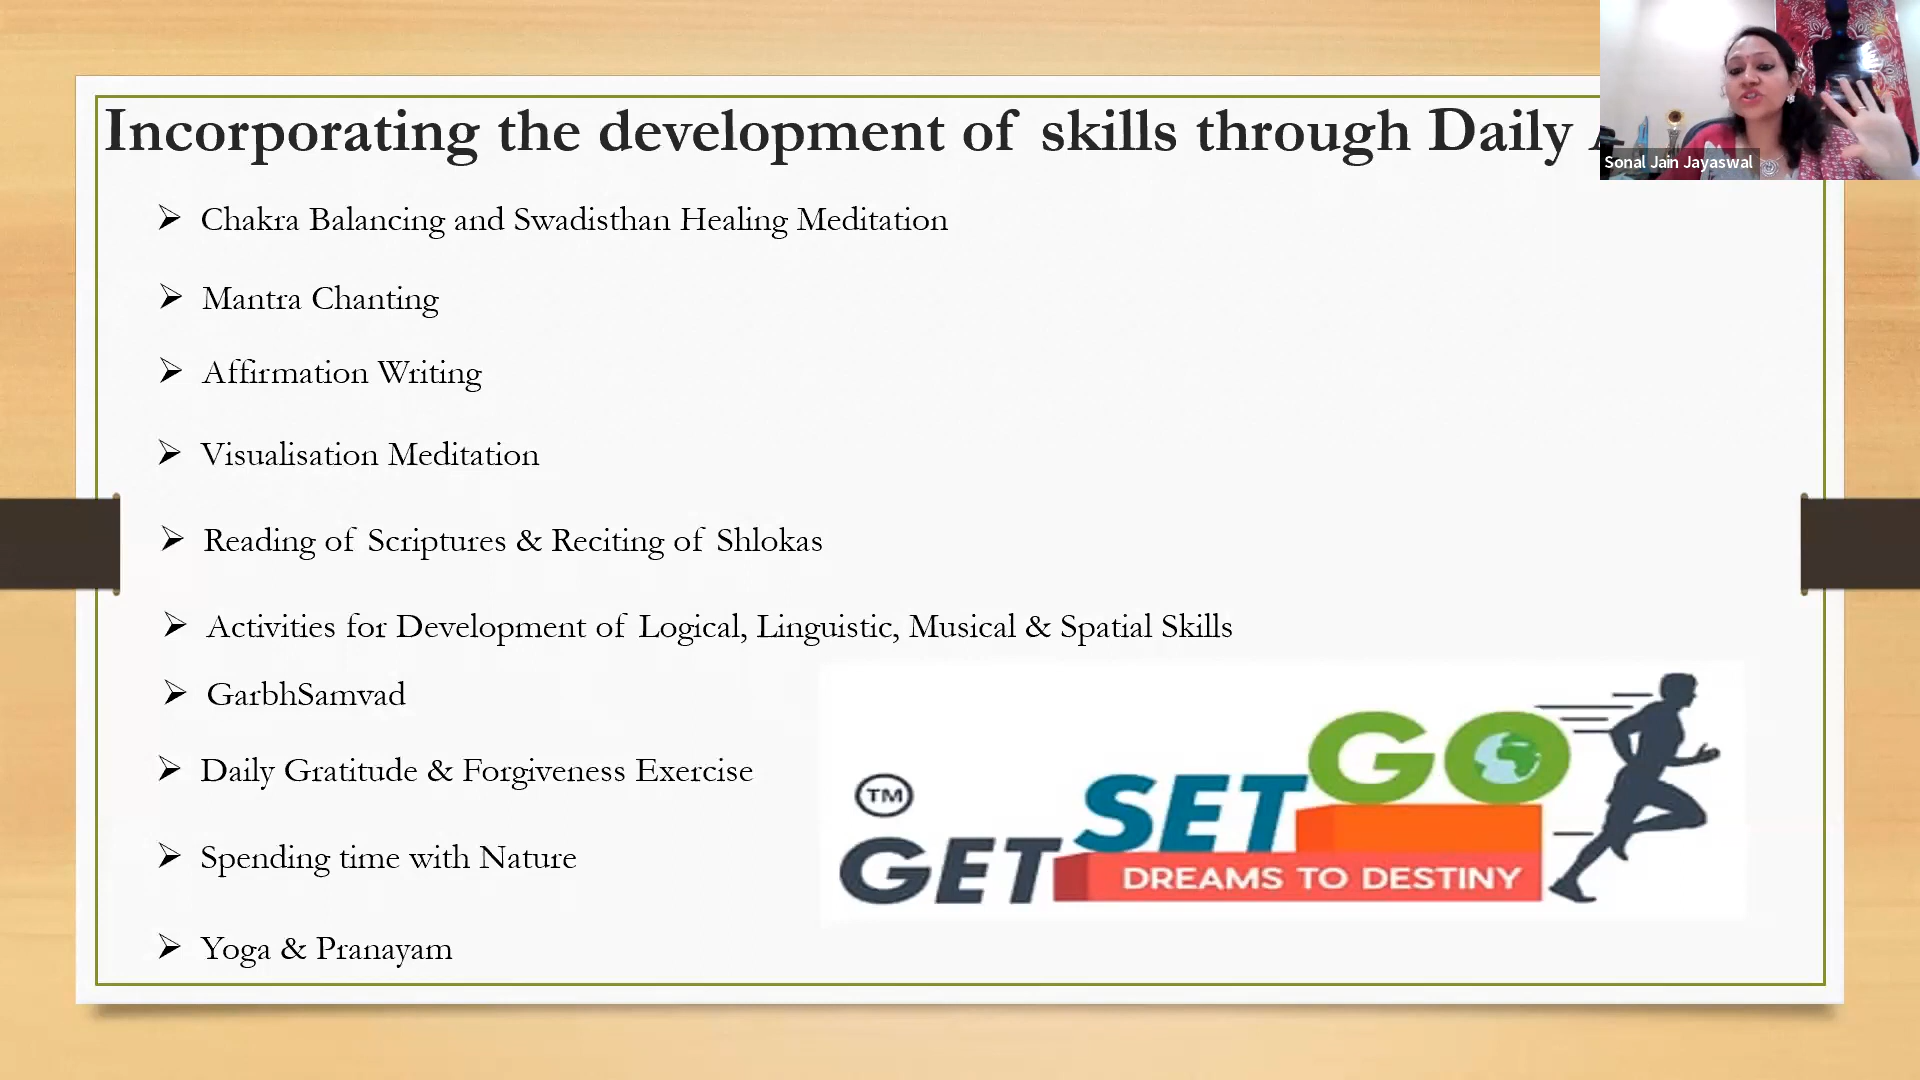 Incorporating the development of skills through Daily
Sonal Jain Jayaswal
Chakra Balancing and Swadisthan Healing Meditation
Mantra Chanting
Affirmation Writing
Visualisation Meditation
Reading of Scriptures & Reciting of Shlokas
Activities for Development of Logical, Linguistic, Musical & Spatial Skills
GarbhSamvad
Daily Gratitude & Forgiveness Exercise
Spending time with Nature
Yoga & Pranayam
TM
GET SET GO
DREAMS TO DESTINY